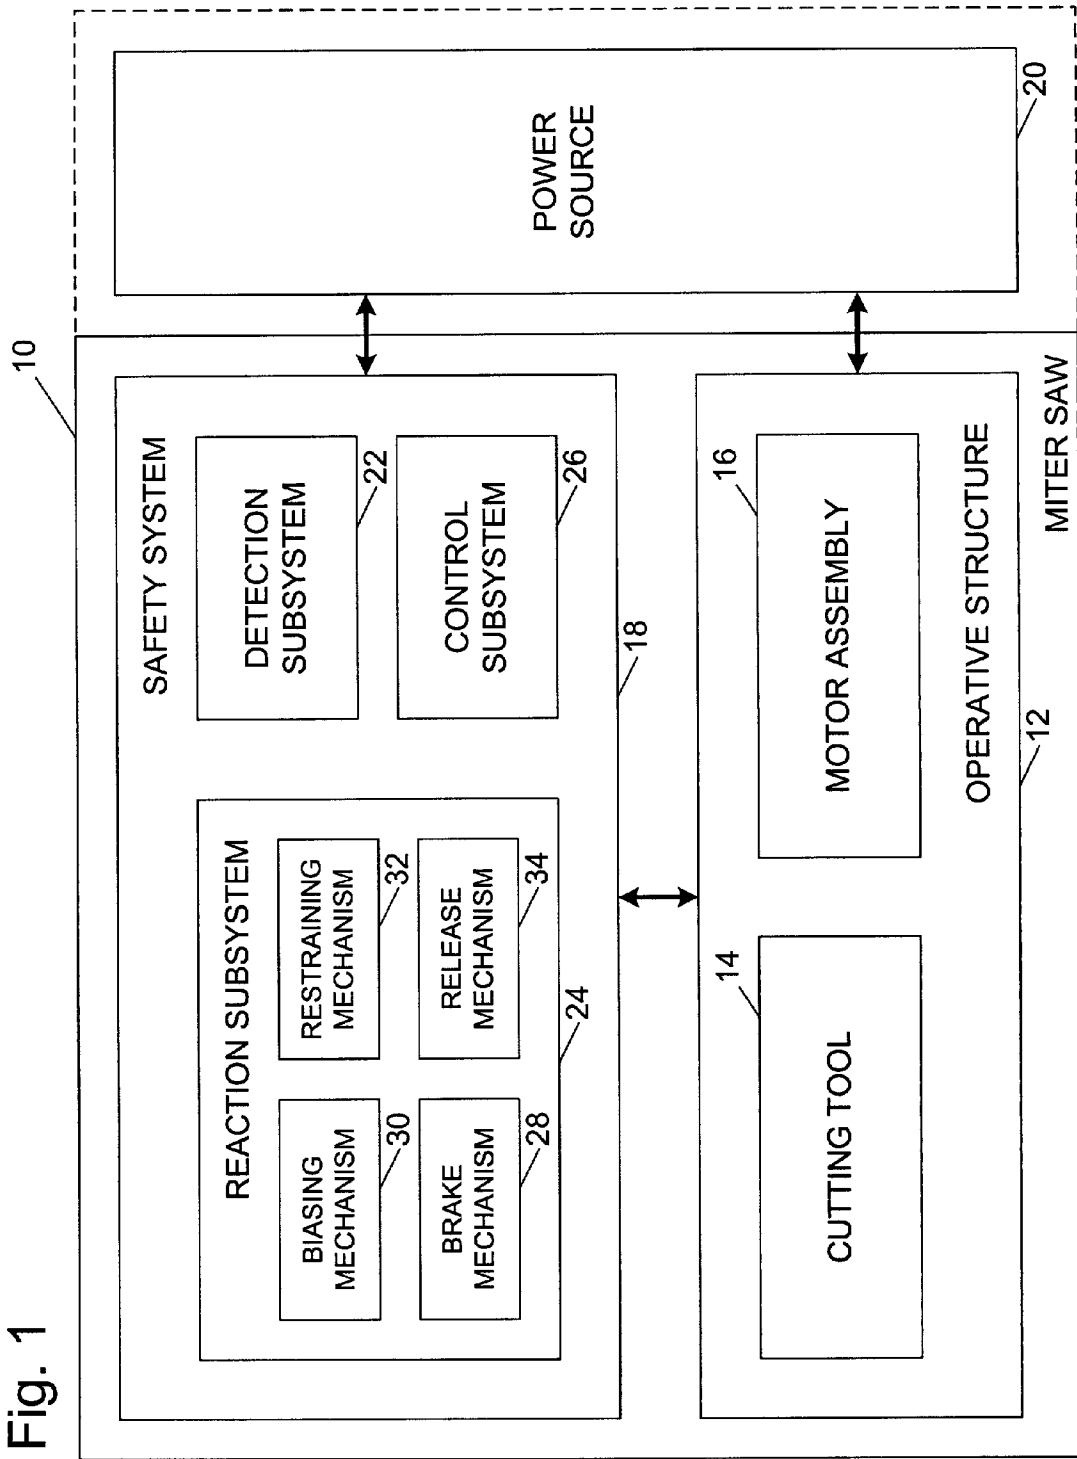 Fig. 1
10
SAFETY SYSTEM
REACTION SUBSYSTEM
BIASING
MECHANISM
30
RESTRAINING
MECHANISM
32
BRAKE
MECHANISM
28
RELEASE
MECHANISM
34
24
DETECTION
SUBSYSTEM
22
CONTROL
SUBSYSTEM
26
18
14
CUTTING TOOL
16
MOTOR ASSEMBLY
OPERATIVE STRUCTURE
12
MITER SAW
POWER
SOURCE
20